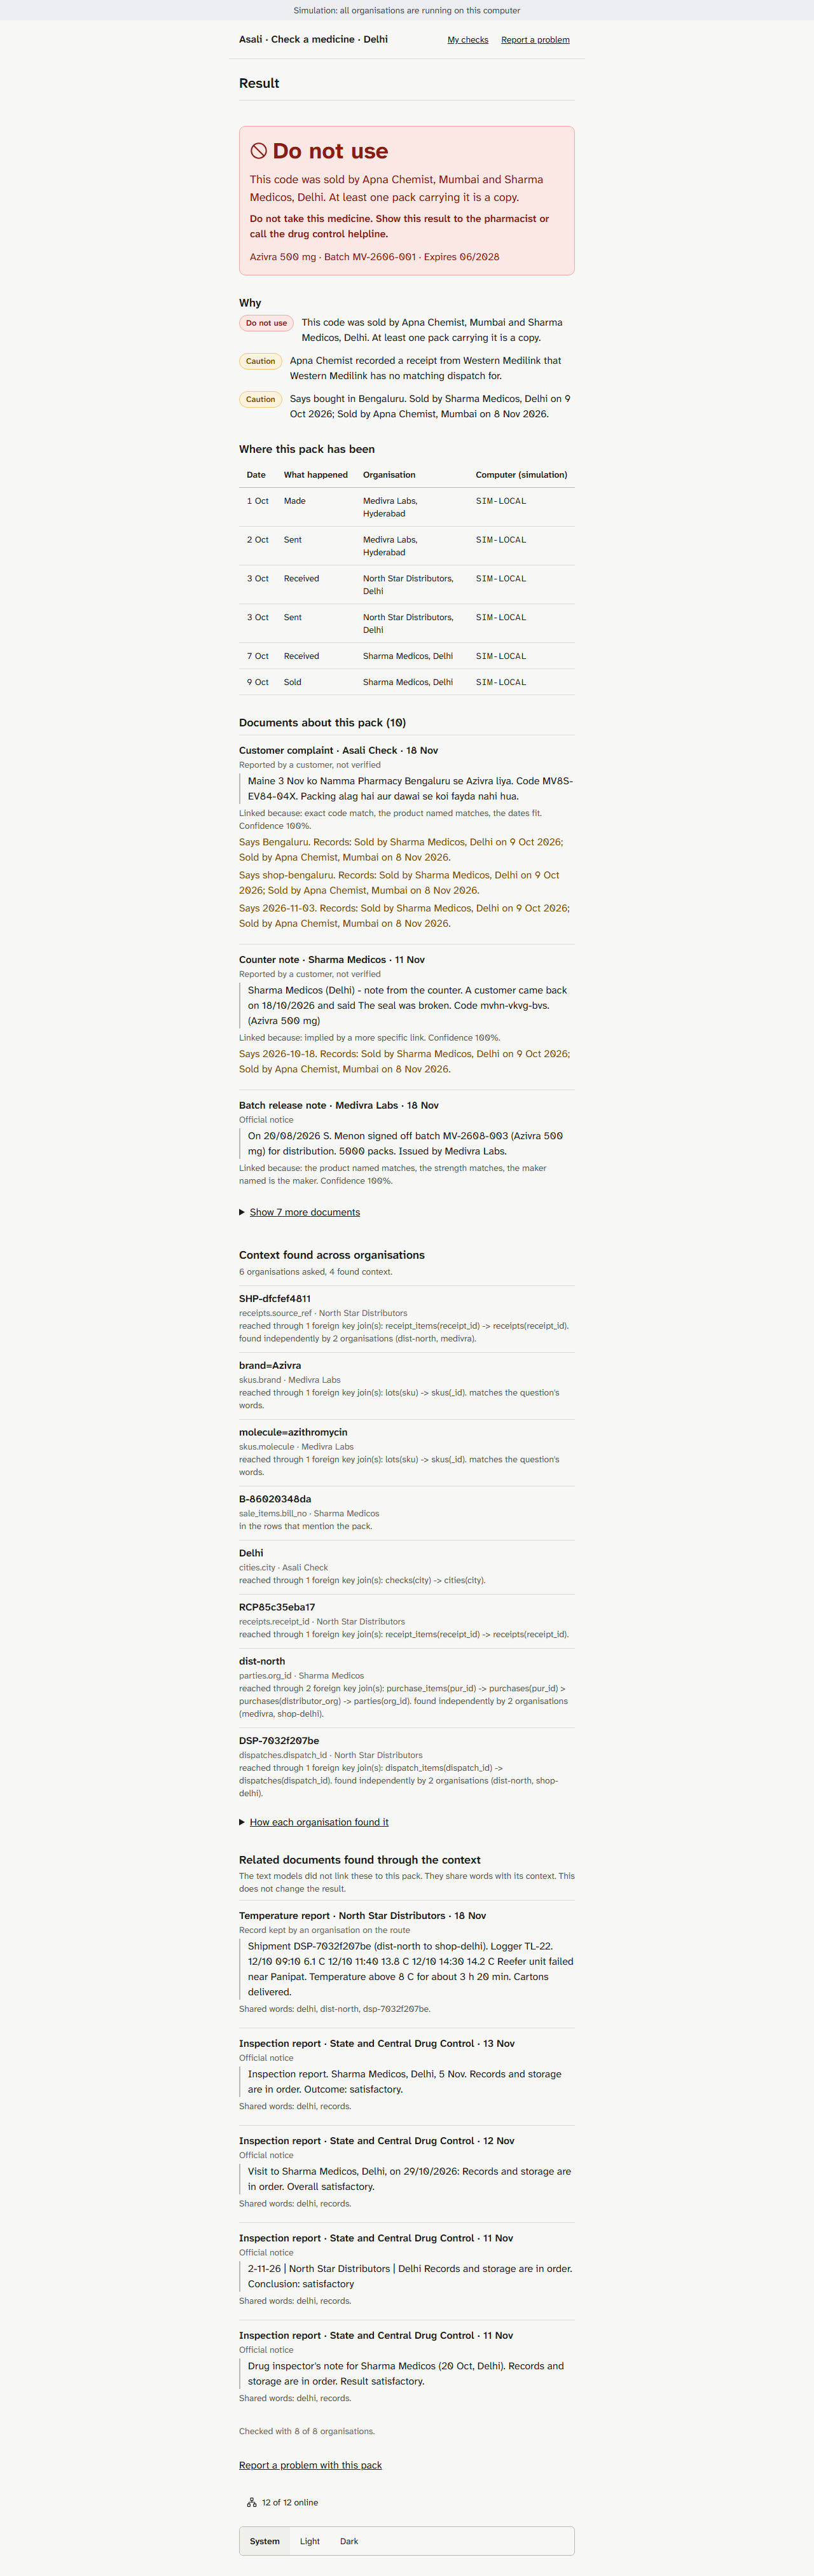 Simulation: all organisations are running on this computer
Asali · Check a medicine · Delhi
My checks
Report a problem
Result
Do not use
This code was sold by Apna Chemist, Mumbai and Sharma
Medicos, Delhi. At least one pack carrying it is a copy.
Do not take this medicine. Show this result to the pharmacist or
call the drug control helpline.
Azivra 500 mg · Batch MV-2606-001 · Expires 06/2028
Why
Do not use
This code was sold by Apna Chemist, Mumbai and Sharma
Medicos, Delhi. At least one pack carrying it is a copy.
Caution
Apna Chemist recorded a receipt from Western Medilink that
Western Medilink has no matching dispatch for.
Caution
Says bought in Bengaluru. Sold by Sharma Medicos, Delhi on 9
Oct 2026; Sold by Apna Chemist, Mumbai on 8 Nov 2026.
Where this pack has been
Date What happened Organisation Computer (simulation)
1 Oct Made Medivra Labs, SIM-LOCAL
Hyderabad
2 Oct Sent Medivra Labs, SIM-LOCAL
Hyderabad
3 Oct Received North Star Distributors, SIM-LOCAL
Delhi
3 Oct Sent North Star Distributors, SIM-LOCAL
Delhi
7 Oct Received Sharma Medicos, Delhi SIM-LOCAL
9 Oct Sold Sharma Medicos, Delhi SIM-LOCAL
Documents about this pack (10)
Customer complaint · Asali Check · 18 Nov
Reported by a customer, not verified
Maine 3 Nov ko Namma Pharmacy Bengaluru se Azivra liya. Code MV8S-
EV84-04X. Packing alag hai aur dawai se koi fayda nahi hua.
Linked because: exact code match, the product named matches, the dates fit.
Confidence 100%.
Says Bengaluru. Records: Sold by Sharma Medicos, Delhi on 9 Oct 2026;
Sold by Apna Chemist, Mumbai on 8 Nov 2026.
Says shop-bengaluru. Records: Sold by Sharma Medicos, Delhi on 9 Oct
2026; Sold by Apna Chemist, Mumbai on 8 Nov 2026.
Says 2026-11-03. Records: Sold by Sharma Medicos, Delhi on 9 Oct 2026;
Sold by Apna Chemist, Mumbai on 8 Nov 2026.
Counter note · Sharma Medicos · 11 Nov
Reported by a customer, not verified
Sharma Medicos (Delhi) - note from the counter. A customer came back
on 18/10/2026 and said The seal was broken. Code mvhn-vkvg-bvs.
(Azivra 500 mg)
Linked because: implied by a more specific link. Confidence 100%.
Says 2026-10-18. Records: Sold by Sharma Medicos, Delhi on 9 Oct 2026;
Sold by Apna Chemist, Mumbai on 8 Nov 2026.
Batch release note · Medivra Labs · 18 Nov
Official notice
On 20/08/2026 S. Menon signed off batch MV-2608-003 (Azivra 500
mg) for distribution. 5000 packs. Issued by Medivra Labs.
Linked because: the product named matches, the strength matches, the maker
named is the maker. Confidence 100%.
Show 7 more documents
Context found across organisations
6 organisations asked, 4 found context.
SHP-dfcfef4811
receipts.source_ref · North Star Distributors
reached through 1 foreign key join(s): receipt_items(receipt_id) -> receipts(receipt_id).
found independently by 2 organisations (dist-north, medivra).
brand=Azivra
skus.brand · Medivra Labs
reached through 1 foreign key join(s): lots(sku) -> skus(_id). matches the question's
words.
molecule=azithromycin
skus.molecule · Medivra Labs
reached through 1 foreign key join(s): lots(sku) -> skus(_id). matches the question's
words.
B-86020348da
sale_items.bill_no · Sharma Medicos
in the rows that mention the pack.
Delhi
cities.city · Asali Check
reached through 1 foreign key join(s): checks(city) -> cities(city).
RCP85c35eba17
receipts.receipt_id · North Star Distributors
reached through 1 foreign key join(s): receipt_items(receipt_id) -> receipts(receipt_id).
dist-north
parties.org_id · Sharma Medicos
reached through 2 foreign key join(s): purchase_items(pur_id) -> purchases(pur_id) >
purchases(distributor_org) -> parties(org_id). found independently by 2 organisations
(medivra, shop-delhi).
DSP-7032f207be
dispatches.dispatch_id · North Star Distributors
reached through 1 foreign key join(s): dispatch_items(dispatch_id) ->
dispatches(dispatch_id). found independently by 2 organisations (dist-north, shop-
delhi).
How each organisation found it
Related documents found through the context
The text models did not link these to this pack. They share words with its context. This
does not change the result.
Temperature report · North Star Distributors · 18 Nov
Record kept by an organisation on the route
Shipment DSP-7032f207be (dist-north to shop-delhi). Logger TL-22.
12/10 09:10 6.1 C 12/10 11:40 13.8 C 12/10 14:30 14.2 C Reefer unit failed
near Panipat. Temperature above 8 C for about 3 h 20 min. Cartons
delivered.
Shared words: delhi, dist-north, dsp-7032f207be.
Inspection report · State and Central Drug Control · 13 Nov
Official notice
Inspection report. Sharma Medicos, Delhi, 5 Nov. Records and storage
are in order. Outcome: satisfactory.
Shared words: delhi, records.
Inspection report · State and Central Drug Control · 12 Nov
Official notice
Visit to Sharma Medicos, Delhi, on 29/10/2026: Records and storage are
in order. Overall satisfactory.
Shared words: delhi, records.
Inspection report · State and Central Drug Control · 11 Nov
Official notice
2-11-26 | North Star Distributors | Delhi Records and storage are in order.
Conclusion: satisfactory
Shared words: delhi, records.
Inspection report · State and Central Drug Control · 11 Nov
Official notice
Drug inspector's note for Sharma Medicos (20 Oct, Delhi). Records and
storage are in order. Result satisfactory.
Shared words: delhi, records.
Checked with 8 of 8 organisations.
Report a problem with this pack
12 of 12 online
System Light Dark